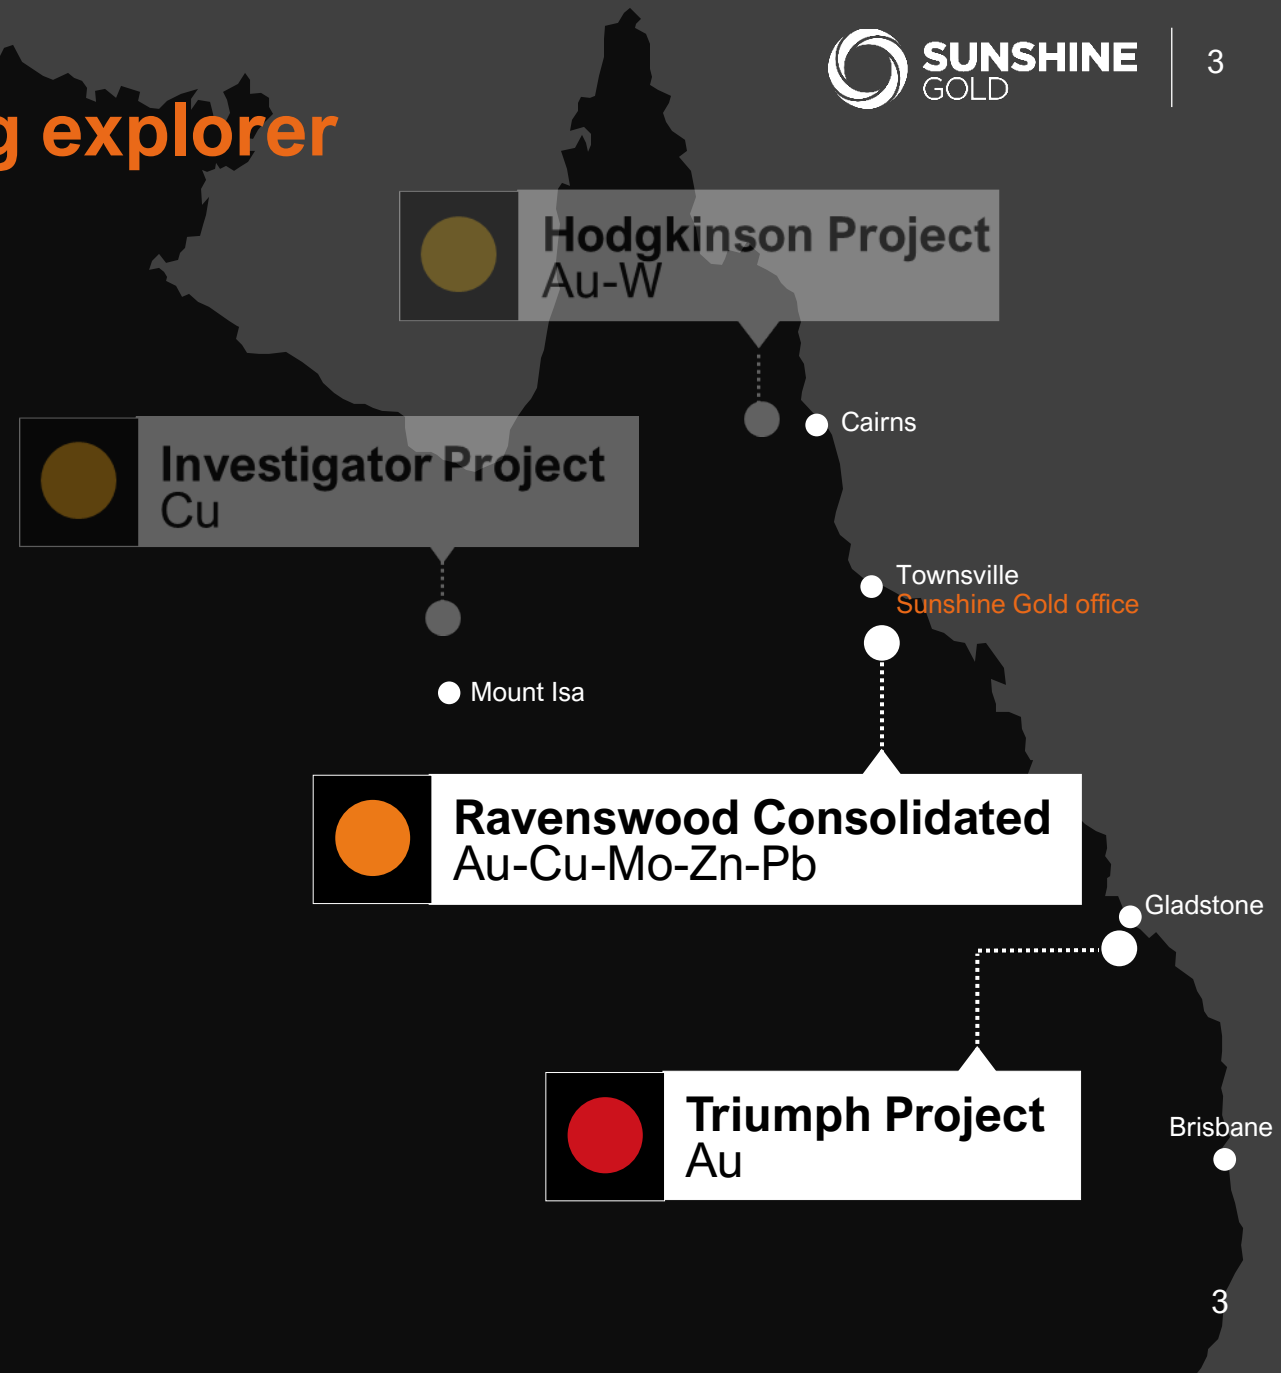 SUNSHINE
GOLD
3
g explorer
Hodgkinson Project
Au-W
Cairns
Investigator Project
Cu
Townsville
Sunshine Gold office
Mount Isa
Ravenswood Consolidated
Au-Cu-Mo-Zn-Pb
Gladstone
Triumph Project
Au
Brisbane
3